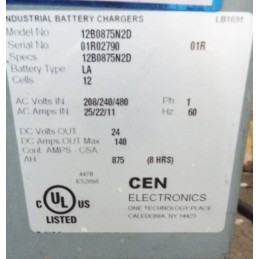 INDUSTRIAL BATTERY CHARGERS LB1691
Model No 12B0875N2D
Serial No 01R02790 01R
Specs 12B0875N2D
Battery Type LA
Cells 12
AC Volts IN 208/240/480 Ph 1
AC Amps IN 25/22/11 Hz 60
DC Volts OUT 24
DC Amps OUT Max 140
Cont. AMPS - CSA
AH 875 (8 HRS)
447B
C UL US
LISTED
CEN
ELECTRONICS
ONE TECHNOLOGY PLACE
CALEDONIA, NY 14423